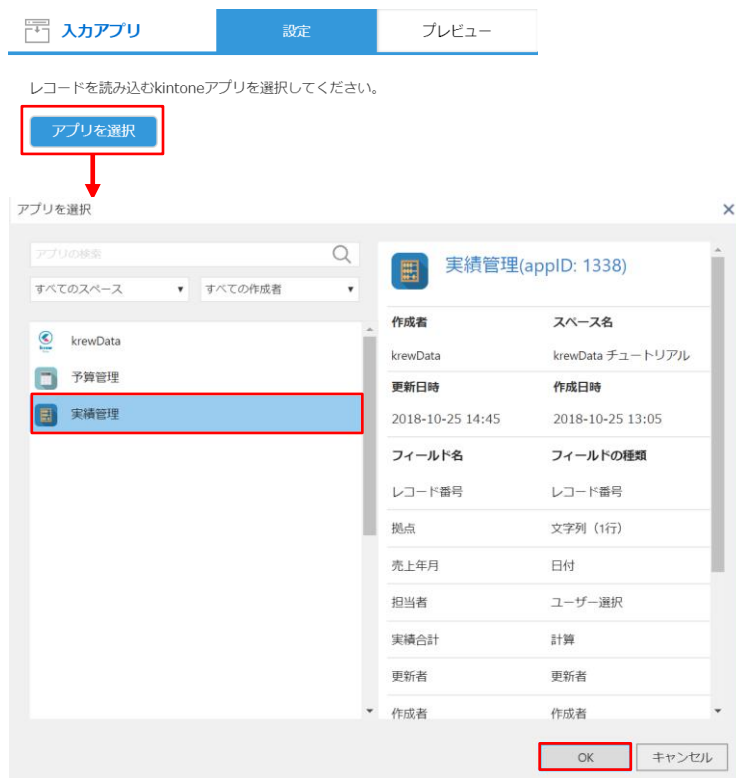 入力アプリ
設定
プレビュー
レコードを読み込むkintoneアプリを選択してください。
アプリを選択
アプリを選択
アプリの検索
すべてのスペース
すべての作成者
krewData
予算管理
実績管理
実績管理(appID: 1338)
作成者 スペース名
krewData krewData チュートリアル
更新日時 作成日時
2018-10-25 14:45 2018-10-25 13:05
フィールド名 フィールドの種類
レコード番号 レコード番号
拠点 文字列（1行）
売上年月 日付
担当者 ユーザー選択
実績合計 計算
更新者 更新者
作成者 作成者
OK
キャンセル